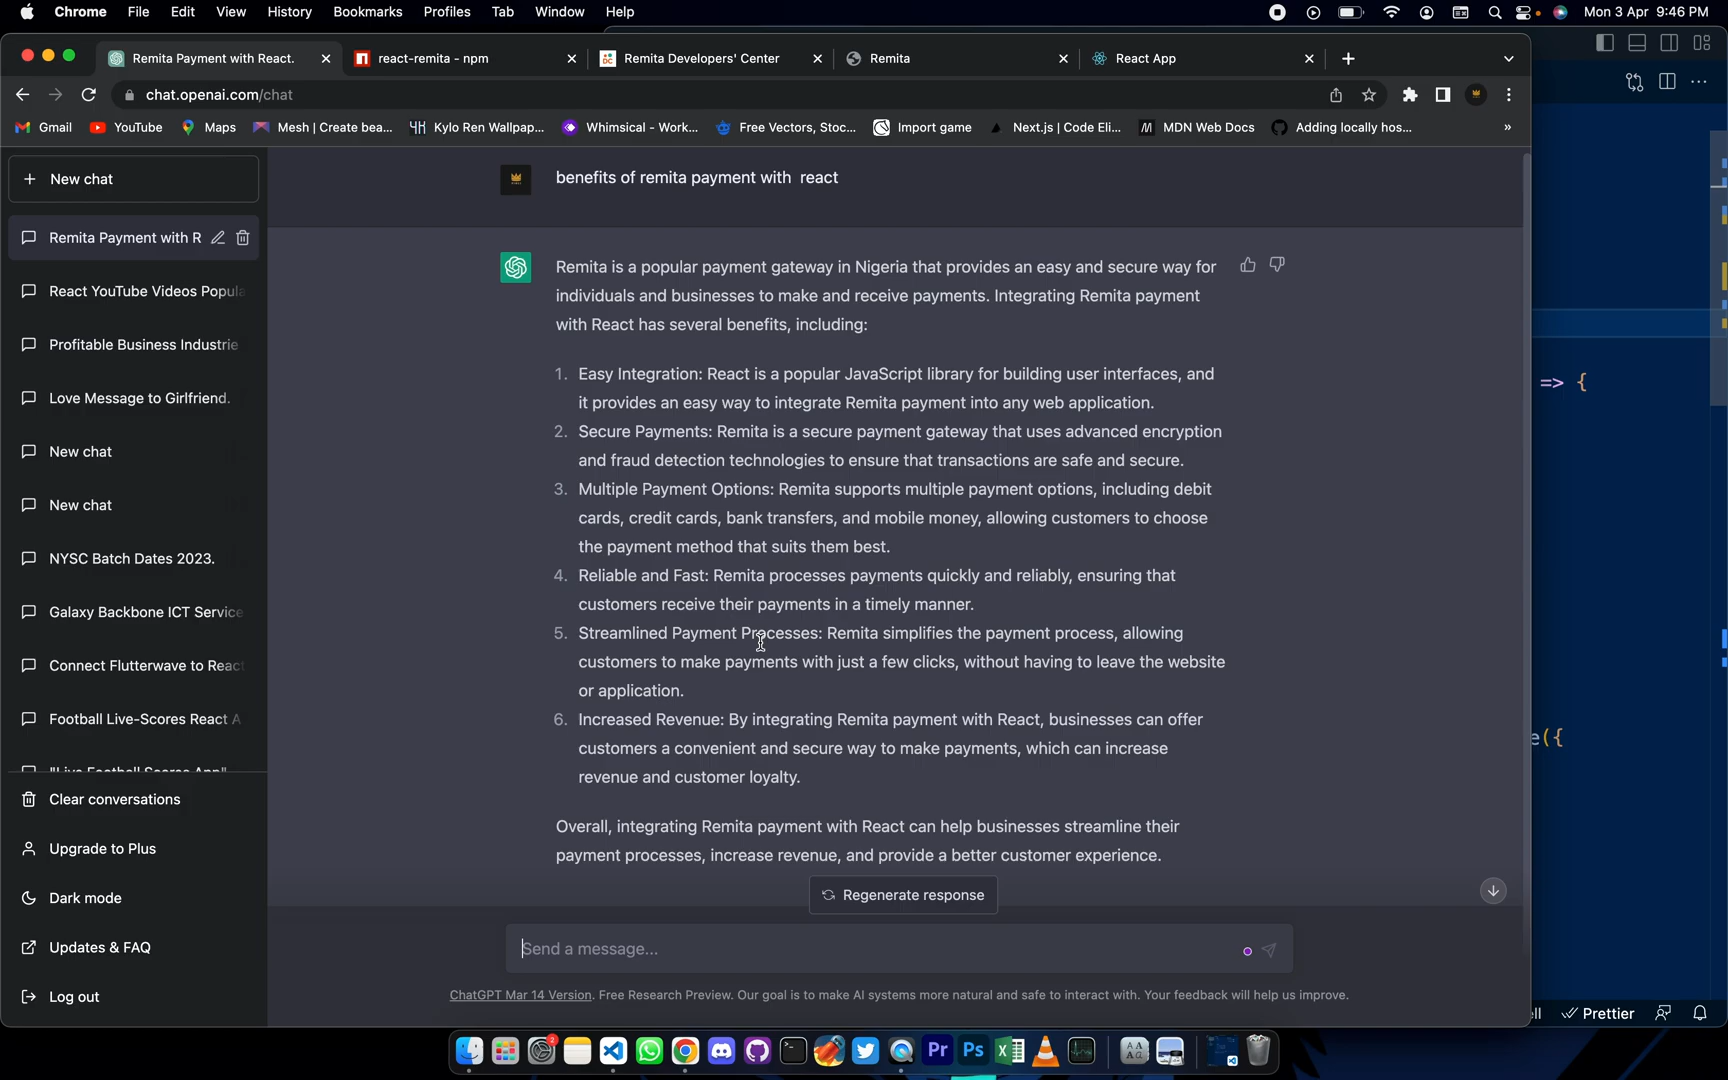 Chrome File Edit View History Bookmarks Profiles Tab Window Help Mon 3 Apr 9:46 PM
Remita Payment with React. react-remita - npm Remita Developers' Center Remita React App
chat.openai.com/chat
Gmail YouTube Maps Mesh | Create bea... Kylo Ren Wallpap... Whimsical - Work... Free Vectors, Stoc... Import game Next.js | Code Eli... MDN Web Docs Adding locally hos... »
+ New chat
Remita Payment with R
React YouTube Videos Popula
Profitable Business Industrie
Love Message to Girlfriend.
New chat
New chat
NYSC Batch Dates 2023.
Galaxy Backbone ICT Service
Connect Flutterwave to React
Football Live-Scores React A
"Live Football Scores App"
Clear conversations
Upgrade to Plus
Dark mode
Updates & FAQ
Log out
benefits of remita payment with react
Remita is a popular payment gateway in Nigeria that provides an easy and secure way for
individuals and businesses to make and receive payments. Integrating Remita payment
with React has several benefits, including:
1. Easy Integration: React is a popular JavaScript library for building user interfaces, and
it provides an easy way to integrate Remita payment into any web application.
2. Secure Payments: Remita is a secure payment gateway that uses advanced encryption
and fraud detection technologies to ensure that transactions are safe and secure.
3. Multiple Payment Options: Remita supports multiple payment options, including debit
cards, credit cards, bank transfers, and mobile money, allowing customers to choose
the payment method that suits them best.
4. Reliable and Fast: Remita processes payments quickly and reliably, ensuring that
customers receive their payments in a timely manner.
5. Streamlined Payment Processes: Remita simplifies the payment process, allowing
customers to make payments with just a few clicks, without having to leave the website
or application.
6. Increased Revenue: By integrating Remita payment with React, businesses can offer
customers a convenient and secure way to make payments, which can increase
revenue and customer loyalty.
Overall, integrating Remita payment with React can help businesses streamline their
payment processes, increase revenue, and provide a better customer experience.
Regenerate response
Send a message...
ChatGPT Mar 14 Version. Free Research Preview. Our goal is to make AI systems more natural and safe to interact with. Your feedback will help us improve.
=> {
e({
ell Prettier
2 Pr Ps